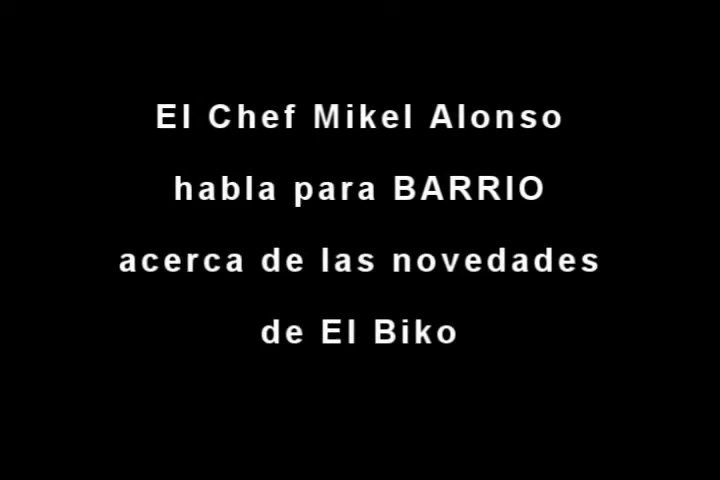 El Chef Mikel Alonso
habla para BARRIO
acerca de las novedades
de El Biko